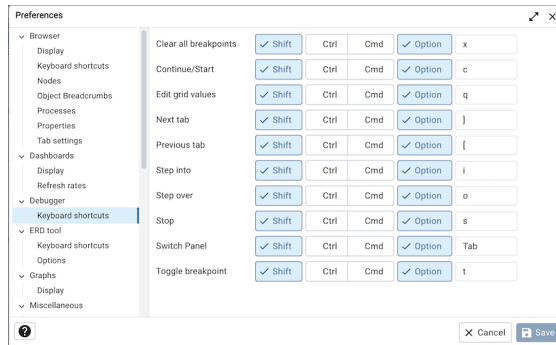 Preferences
Browser
Display
Keyboard shortcuts
Nodes
Object Breadcrumbs
Processes
Properties
Tab settings
Dashboards
Display
Refresh rates
Debugger
Keyboard shortcuts
ERD tool
Keyboard shortcuts
Options
Graphs
Display
Miscellaneous
Clear all breakpoints Shift Ctrl Cmd Option x
Continue/Start Shift Ctrl Cmd Option c
Edit grid values Shift Ctrl Cmd Option q
Next tab Shift Ctrl Cmd Option ]
Previous tab Shift Ctrl Cmd Option [
Step into Shift Ctrl Cmd Option i
Step over Shift Ctrl Cmd Option o
Stop Shift Ctrl Cmd Option s
Switch Panel Shift Ctrl Cmd Option Tab
Toggle breakpoint Shift Ctrl Cmd Option t
? Cancel Save